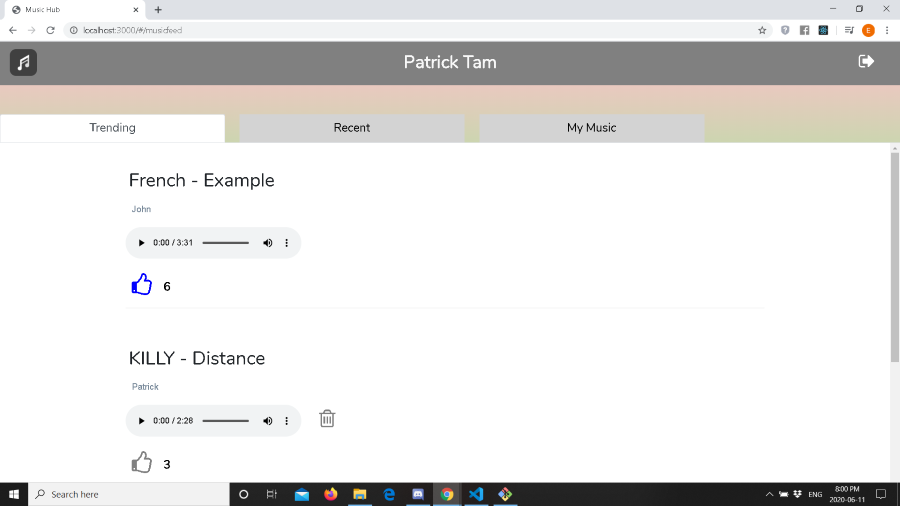 Music Hub
localhost:3000/#/musicfeed
E
Patrick Tam
Trending
Recent
My Music
French - Example
John
0:00 / 3:31
6
KILLY - Distance
Patrick
0:00 / 2:28
3
Search here
ENG
8:00 PM
2020-06-11